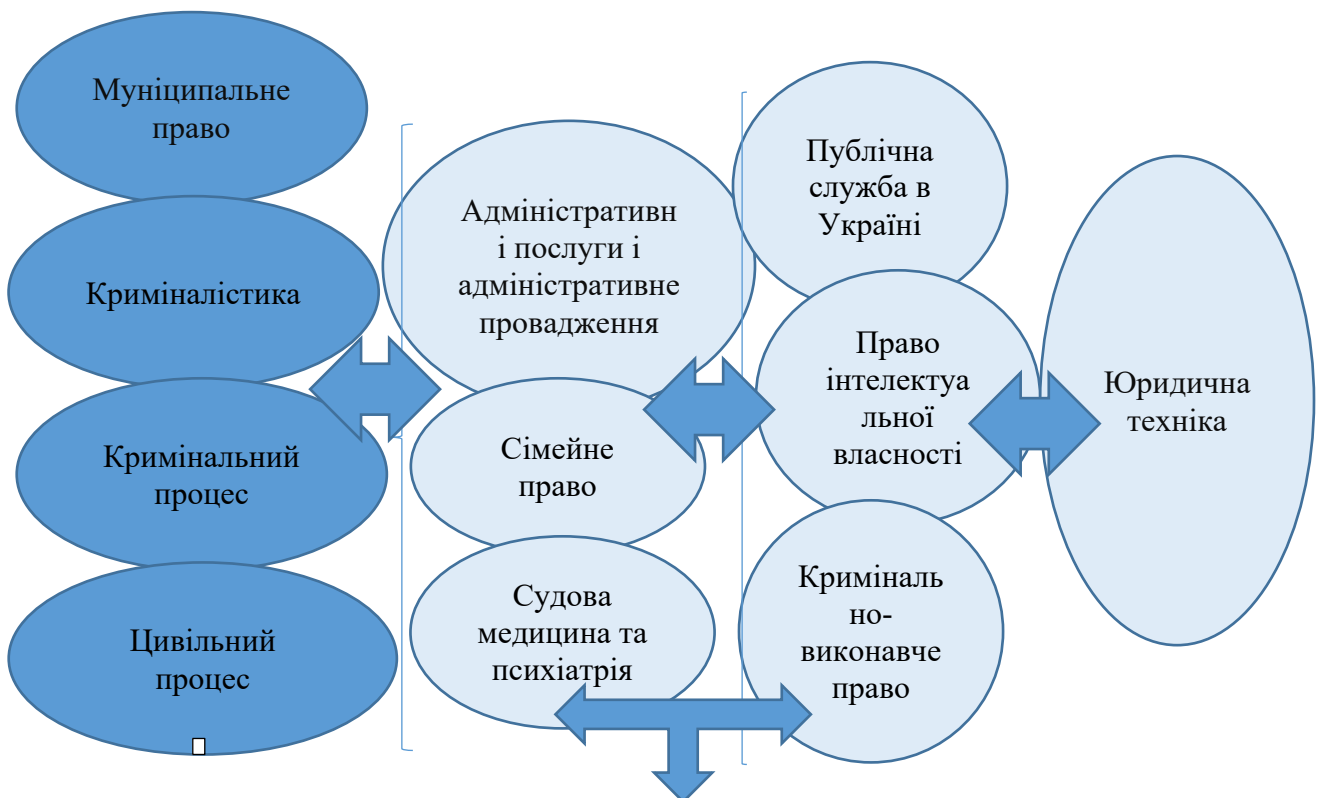 Муніципальне
право
Криміналістика
Кримінальний
процес
Цивільний
процес
Адміністративн
і послуги і
адміністративне
провадження
Сімейне
право
Судова
медицина та
психіатрія
Публічна
служба в
Україні
Право
інтелектуа
льної
власності
Криміналь
но-
виконавче
право
Юридична
техніка